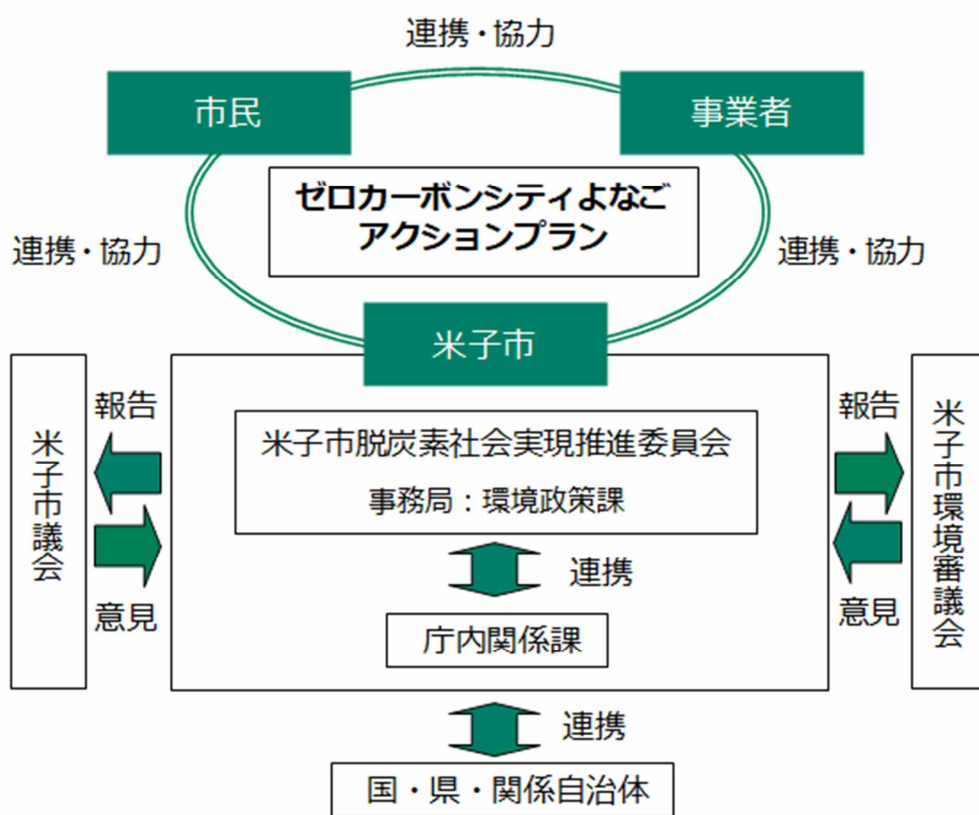 連携・協力
市民
事業者
ゼロカーボンシティよなご
アクションプラン
連携・協力
連携・協力
米子市
米子市議会
報告
意見
米子市脱炭素社会実現推進委員会
事務局：環境政策課
連携
庁内関係課
報告
意見
米子市環境審議会
連携
国・県・関係自治体